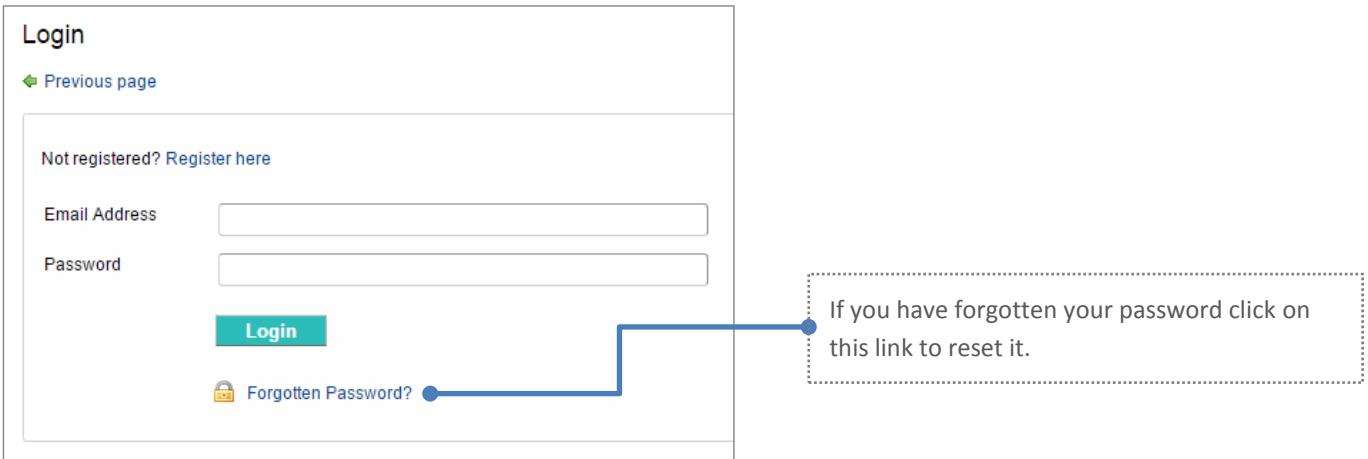 Login
Previous page
Not registered? Register here
Email Address
Password
Login
Forgotten Password?
If you have forgotten your password click on
this link to reset it.